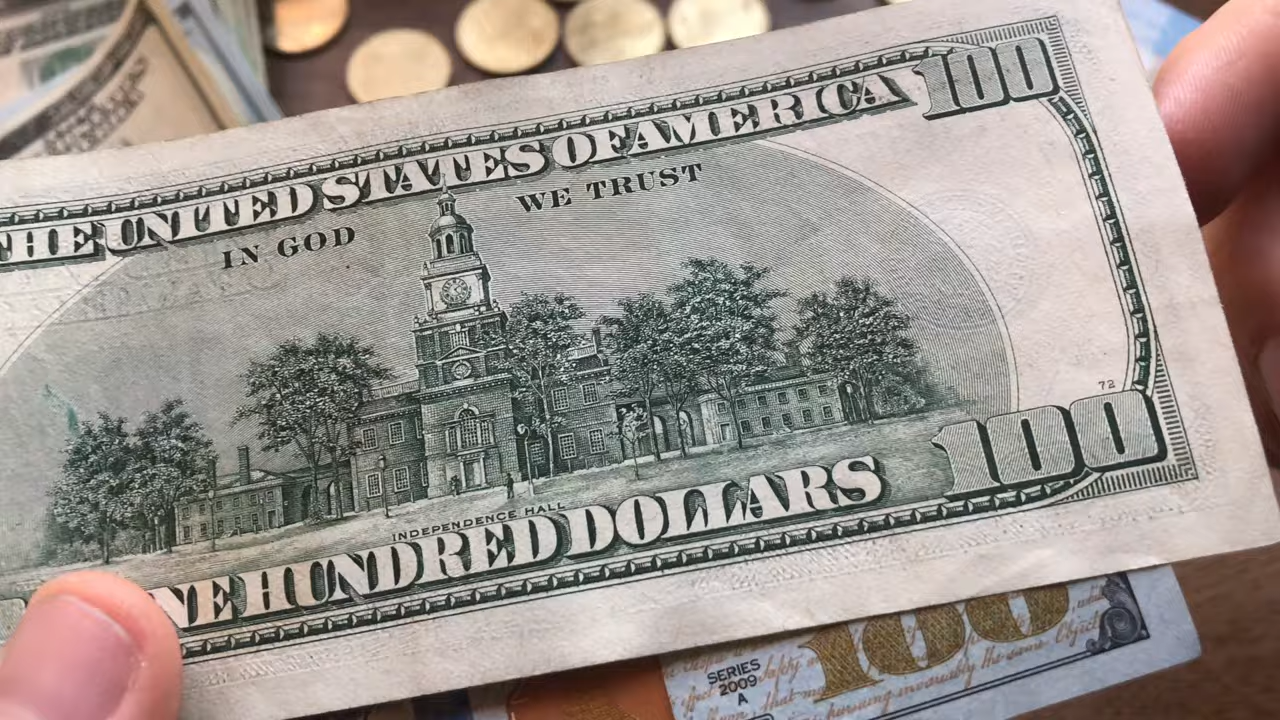 THE UNITED STATES OF AMERICA
100
IN GOD
WE TRUST
72
INDEPENDENCE HALL
100
NE HUNDRED DOLLARS
100
SERIES
2009
A